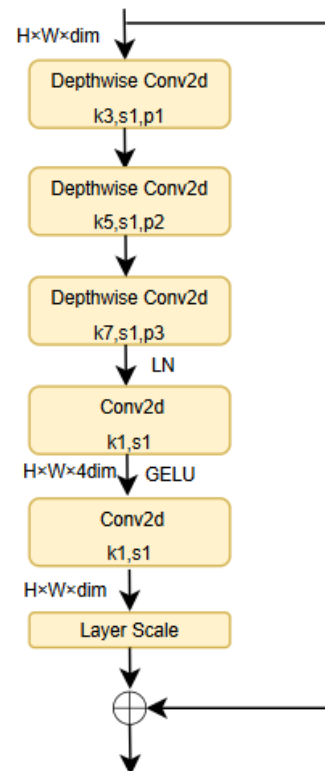 H×W×dim
Depthwise Conv2d
k3,s1,p1
Depthwise Conv2d
k5,s1,p2
Depthwise Conv2d
k7,s1,p3
LN
Conv2d
k1,s1
H×W×4dim GELU
Conv2d
k1,s1
H×W×dim
Layer Scale